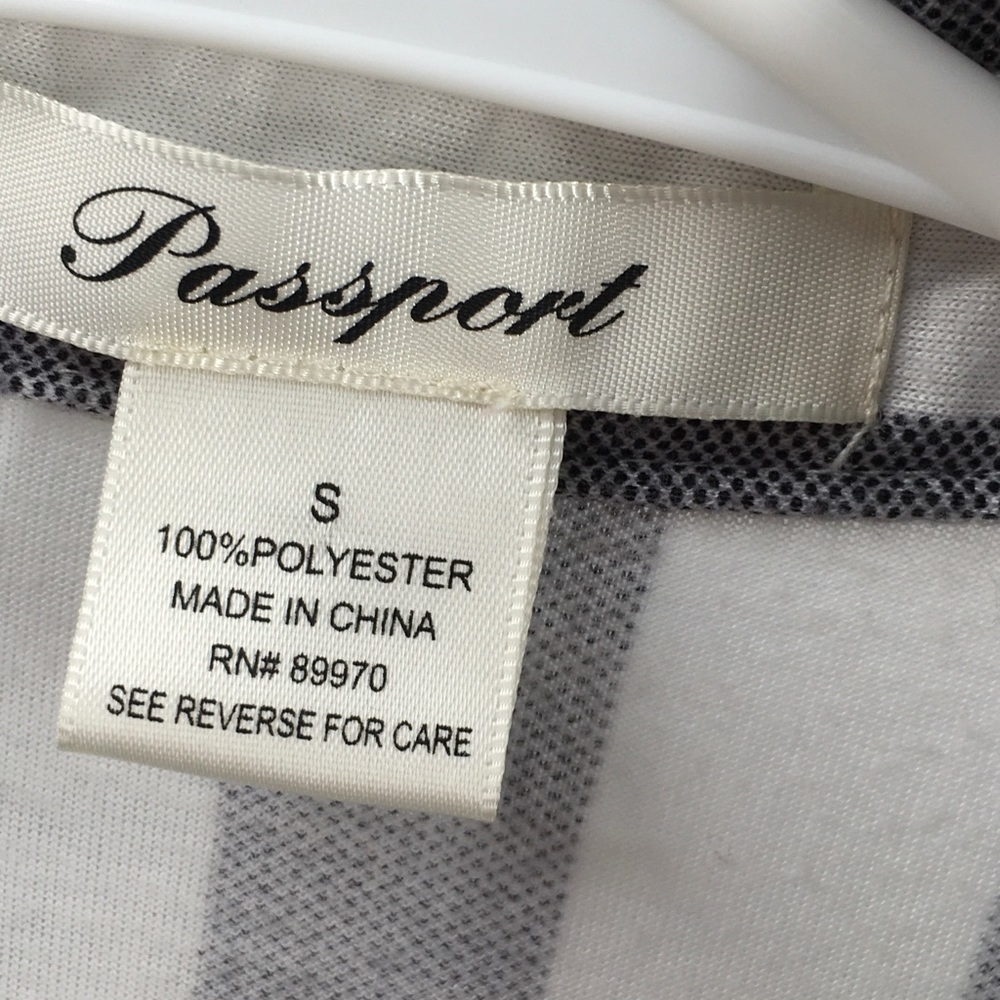 Passport
S
100%POLYESTER
MADE IN CHINA
RN# 89970
SEE REVERSE FOR CARE